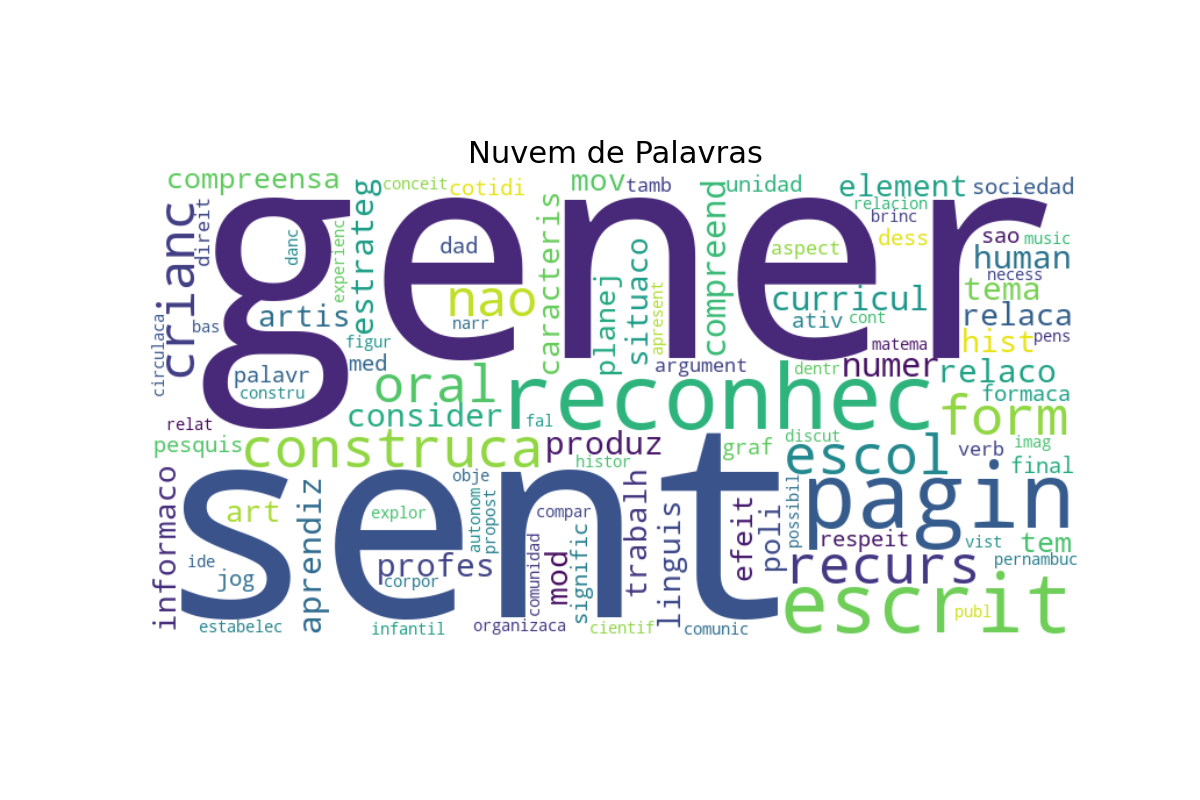 Nuvem de Palavras
compreensa
conceit
cotidi
mov
tamb
unidad
element
sociedad
gener
crianc
direit
danc
experienc
estrateg
dad
caracteris
compreend
relacion
brinc
aspect
dess
sao
music
human
necess
nao
artis
planej
situaco
apresent
curricul
tema
circulaca
bas
narr
ativ
cont
relaca
figur
matema
hist
pens
palavr
med
argument
dentr
numer
relaco
constru
oral
reconhec
formaca
consider
fal
form
relat
pesquis
construca
produz
graf
discut
escol
verb
imag
histor
final
sent
informaco
art
aprendiz
obje
explor
autonom
propost
compar
trabalh
linguis
efeit
poli
possibil
pagin
respeit
vist
tem
ide
jog
profes
corpor
comunidad
mod
signific
recurs
pernambuc
escrit
publ
estabelec
infantil
organizaca
cientif
comunic